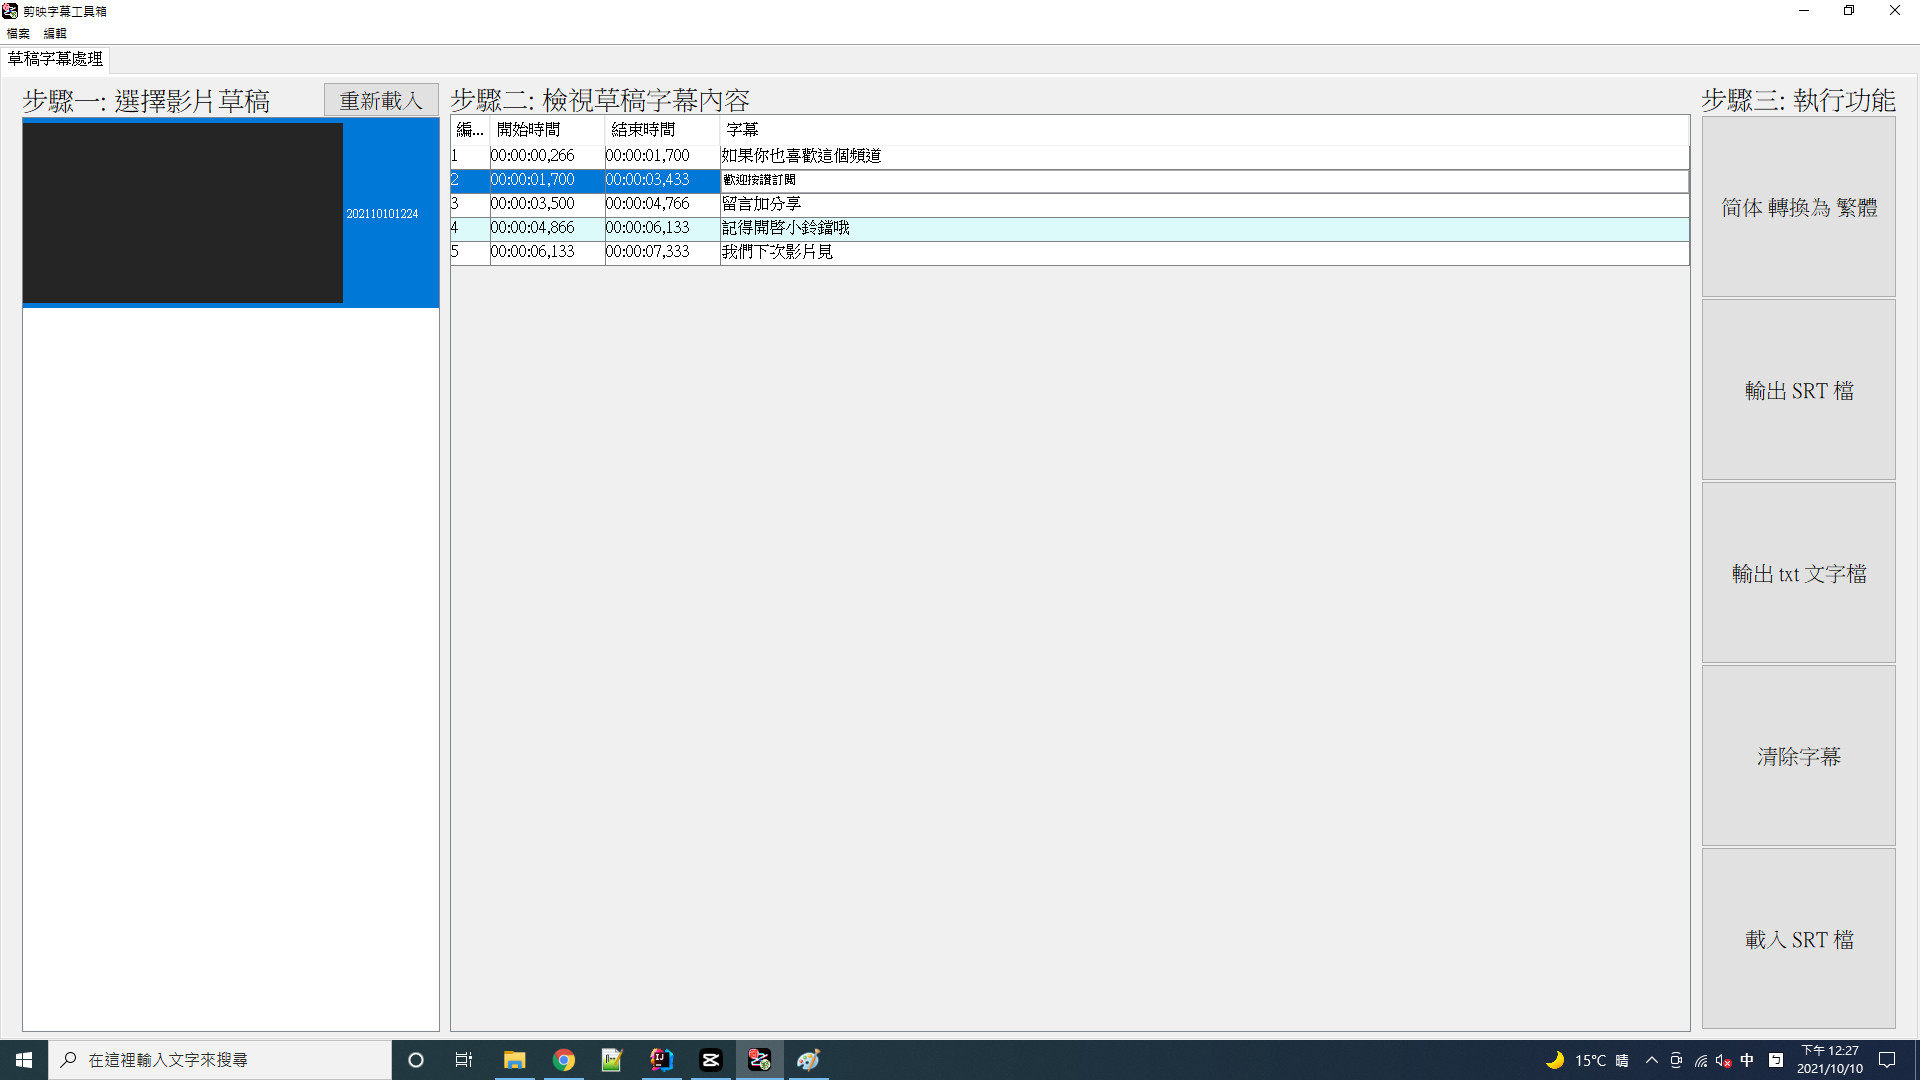 剪映字幕工具箱
檔案 編輯
草稿字幕處理
步驟一: 選擇影片草稿
重新載入
202110101224
步驟二: 檢視草稿字幕內容
編... 開始時間 結束時間 字幕
1 00:00:00,266 00:00:01,700 如果你也喜歡這個頻道
2 00:00:01,700 00:00:03,433 歡迎按讚訂閱
3 00:00:03,500 00:00:04,766 留言加分享
4 00:00:04,866 00:00:06,133 記得開啓小鈴鐺哦
5 00:00:06,133 00:00:07,333 我們下次影片見
步驟三: 執行功能
简体 轉換為 繁體
輸出 SRT 檔
輸出 txt 文字檔
清除字幕
載入 SRT 檔
在這裡輸入文字來搜尋
15°C 晴
中
下午 12:27
2021/10/10